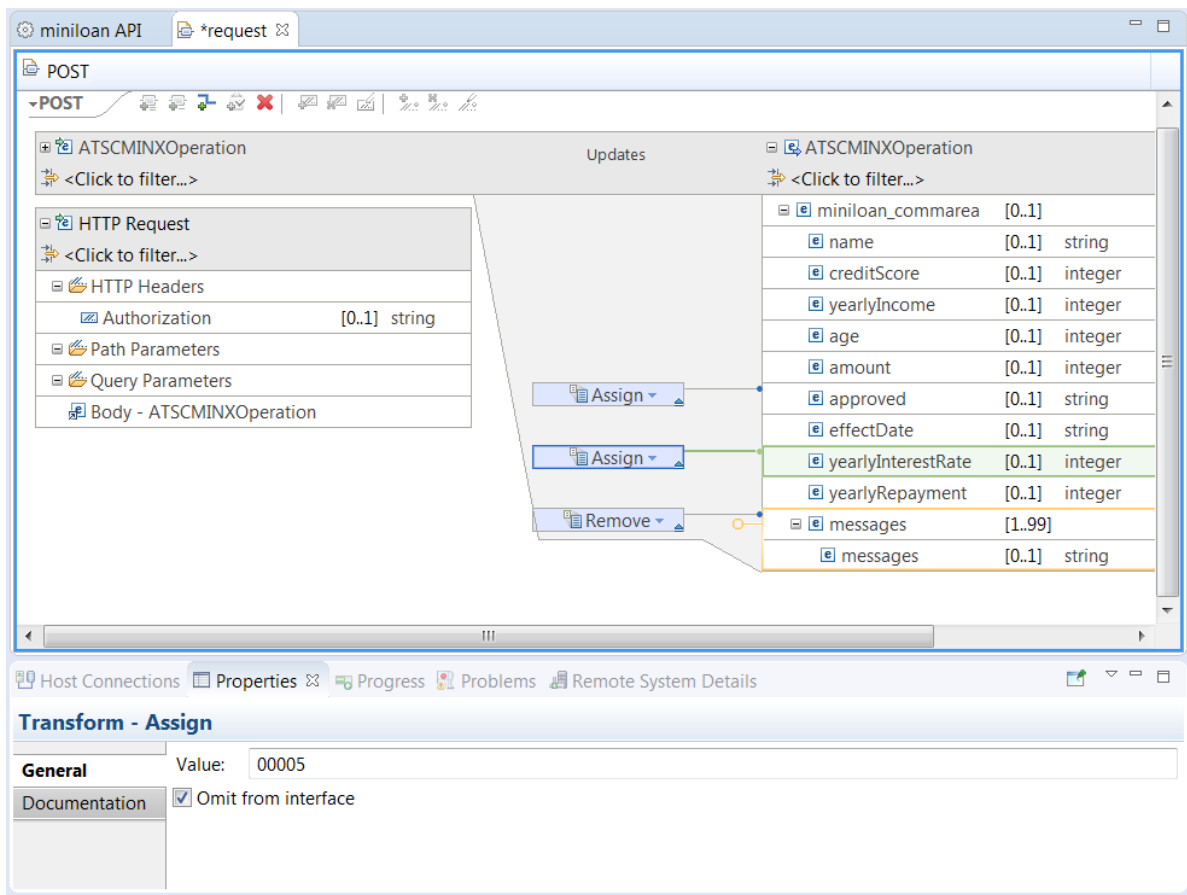 miniloan API *request
POST
POST
ATSCMINXOperation Updates ATSCMINXOperation
<Click to filter...> <Click to filter...>
HTTP Request
<Click to filter...>
HTTP Headers
Authorization [0..1] string
Path Parameters
Query Parameters
Body - ATSCMINXOperation
Assign
Assign
Remove
miniloan_commarea [0..1]
name [0..1] string
creditScore [0..1] integer
yearlyIncome [0..1] integer
age [0..1] integer
amount [0..1] integer
approved [0..1] string
effectDate [0..1] string
yearlyInterestRate [0..1] integer
yearlyRepayment [0..1] integer
messages [1..99]
messages [0..1] string
Host Connections Properties Progress Problems Remote System Details
Transform - Assign
General Value: 00005
Documentation Omit from interface